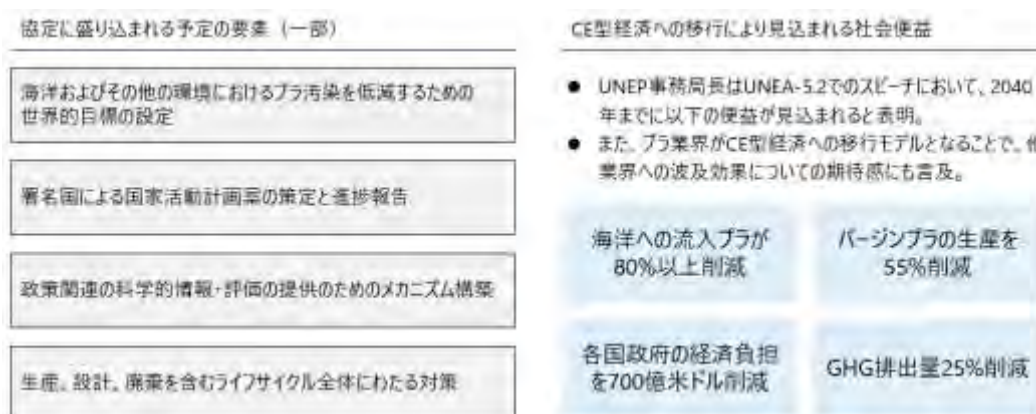 協定に盛り込まれる予定の要素（一部）
海洋およびその他の環境におけるプラ汚染を低減するための
世界的目標の設定
署名国による国家活動計画案の策定と進捗報告
政策関連の科学的情報・評価の提供のためのメカニズム構築
生産、設計、廃棄を含むライフサイクル全体にわたる対策
CE型経済への移行により見込まれる社会便益
● UNEP事務局長はUNEA-5.2でのスピーチにおいて、2040
年までに以下の便益が見込まれると表明。
● また、プラ業界がCE型経済への移行モデルとなることで、他
業界への波及効果についての期待感にも言及。
海洋への流入プラが
80%以上削減
バージンプラの生産を
55%削減
各国政府の経済負担
を700億米ドル削減
GHG排出量25%削減